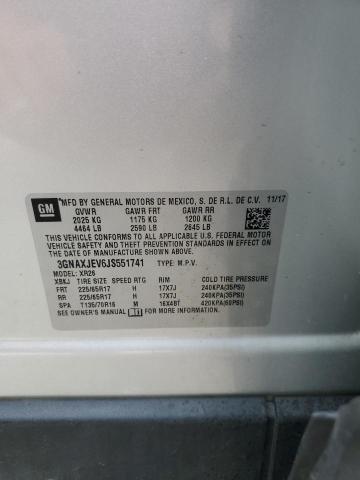 GM
MFD BY GENERAL MOTORS DE MEXICO, S. DE R.L. DE C.V. 11/17
GVWR GAWR FRT GAWR RR
2025 KG 1175 KG 1200 KG
4464 LB 2590 LB 2645 LB
THIS VEHICLE CONFORMS TO ALL APPLICABLE U.S. FEDERAL
MOTOR VEHICLE SAFETY STANDARDS IN EFFECT ON THE
DATE OF MANUFACTURE SHOWN ABOVE.
3GNAXJEV6JS551741 TYPE: M.P.V.
MODEL: XR26
XBKJ TIRE SIZE SPEED RTG RIM COLD TIRE PRESSURE
FRT 225/65R17 H 17X7J 240KPA(35PSI)
RR 225/65R17 H 17X7J 240KPA(35PSI)
SPA T135/70R16 M 16X4BT 420KPA(60PSI)
SEE OWNER'S MANUAL FOR MORE INFORMATION.